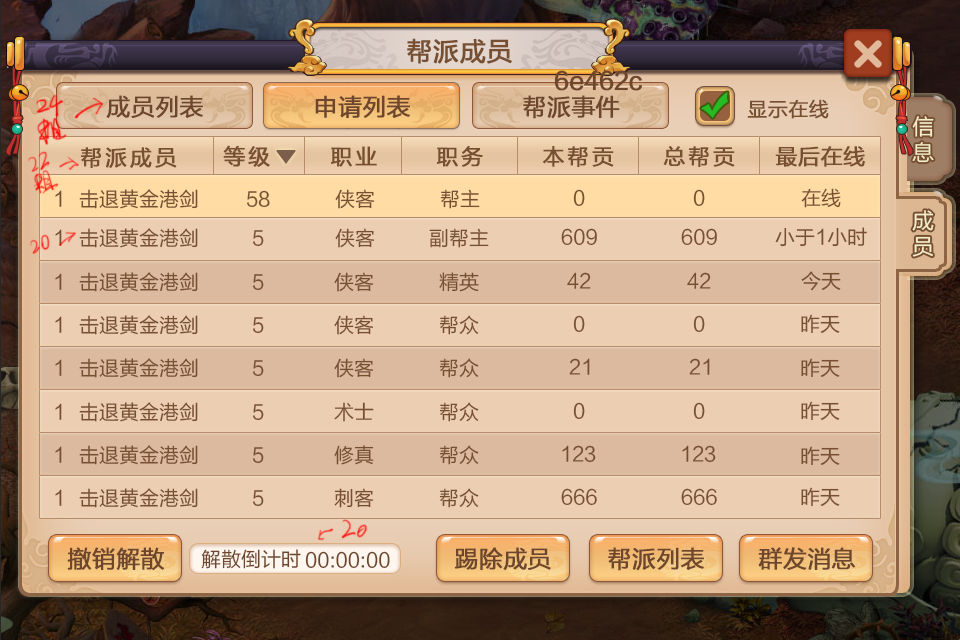 帮派成员
6e462c
24粗 成员列表 申请列表 帮派事件 显示在线
信息
22粗 帮派成员 等级 职业 职务 本帮贡 总帮贡 最后在线
1 击退黄金港剑 58 侠客 帮主 0 0 在线
成员
20 1 击退黄金港剑 5 侠客 副帮主 609 609 小于1小时
1 击退黄金港剑 5 侠客 精英 42 42 今天
1 击退黄金港剑 5 侠客 帮众 0 0 昨天
1 击退黄金港剑 5 侠客 帮众 21 21 昨天
1 击退黄金港剑 5 术士 帮众 0 0 昨天
1 击退黄金港剑 5 修真 帮众 123 123 昨天
1 击退黄金港剑 5 刺客 帮众 666 666 昨天
20
撤销解散 解散倒计时 00:00:00 踢除成员 帮派列表 群发消息